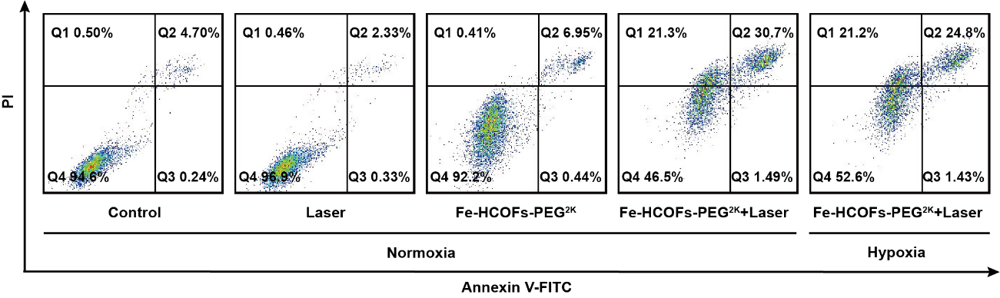 Q1 0.50% Q2 4.70% Q1 0.46% Q2 2.33% Q1 0.41% Q2 6.95% Q1 21.3% Q2 30.7% Q1 21.2% Q2 24.8%
PI
Q4 94.6% Q3 0.24% Q4 96.9% Q3 0.33% Q4 92.2% Q3 0.44% Q4 46.5% Q3 1.49% Q4 52.6% Q3 1.43%
Control Laser Fe-HCOFs-PEG²ᴷ Fe-HCOFs-PEG²ᴷ+Laser Fe-HCOFs-PEG²ᴷ+Laser
Normoxia Hypoxia
Annexin V-FITC